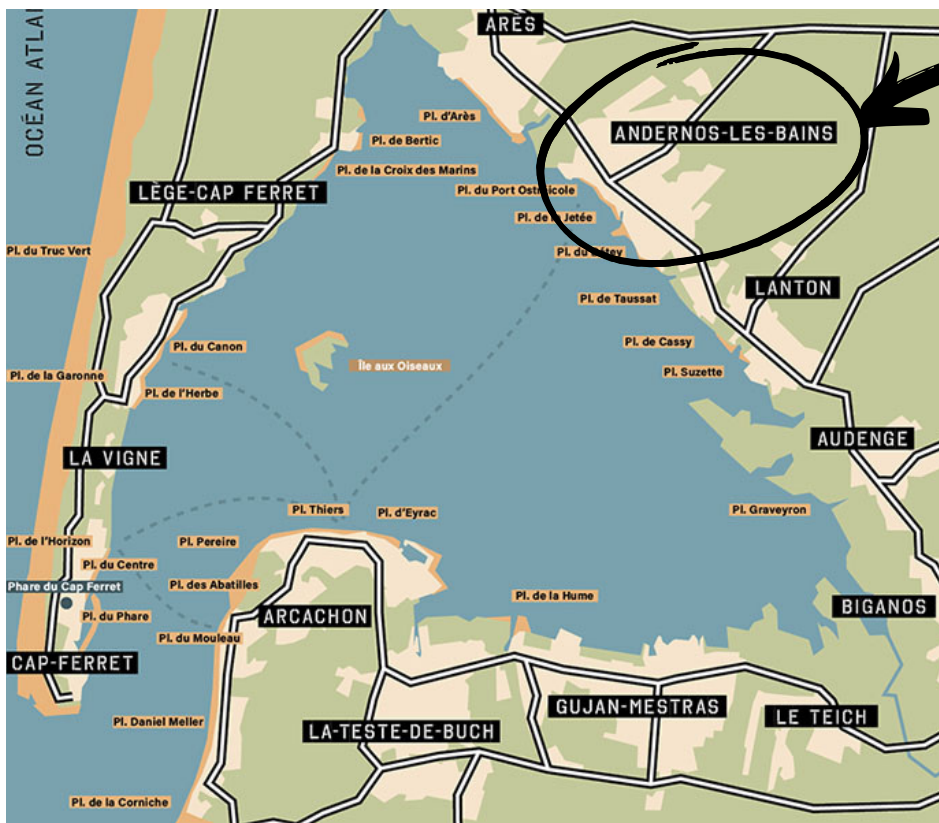 OCÉAN ATLAN
ARÈS
Pl. d'Arès
Pl. de Bertic
ANDERNOS-LES-BAINS
Pl. de la Croix des Marins
LÈGE-CAP FERRET
Pl. du Port Ostréicole
Pl. de la Jetée
Pl. du Truc Vert
Pl. du Bétey
LANTON
Pl. de Taussat
Pl. du Canon
Pl. de Cassy
Île aux Oiseaux
Pl. de la Garonne
Pl. Suzette
Pl. de l'Herbe
AUDENGE
LA VIGNE
Pl. Thiers
Pl. d'Eyrac
Pl. Graveyron
Pl. de l'Horizon
Pl. Pereire
Pl. du Centre
Phare du Cap Ferret
Pl. des Abatilles
Pl. de la Hume
BIGANOS
Pl. du Phare
ARCACHON
Pl. du Mouleau
CAP-FERRET
GUJAN-MESTRAS
LE TEICH
Pl. Daniel Meller
LA-TESTE-DE-BUCH
Pl. de la Corniche